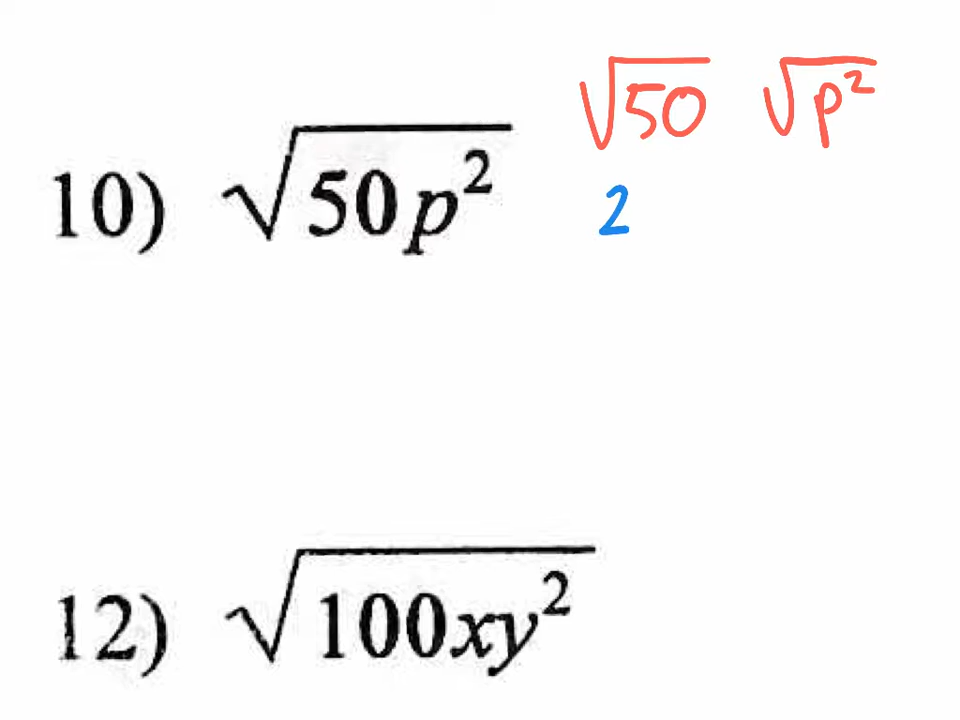 10) √50p² √50 √p²
2
12) √100xy²